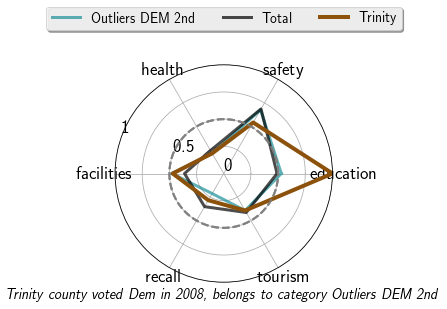 Outliers DEM 2nd Total Trinity
health safety
1
0.5
0
facilities education
recall tourism
Trinity county voted Dem in 2008, belongs to category Outliers DEM 2nd